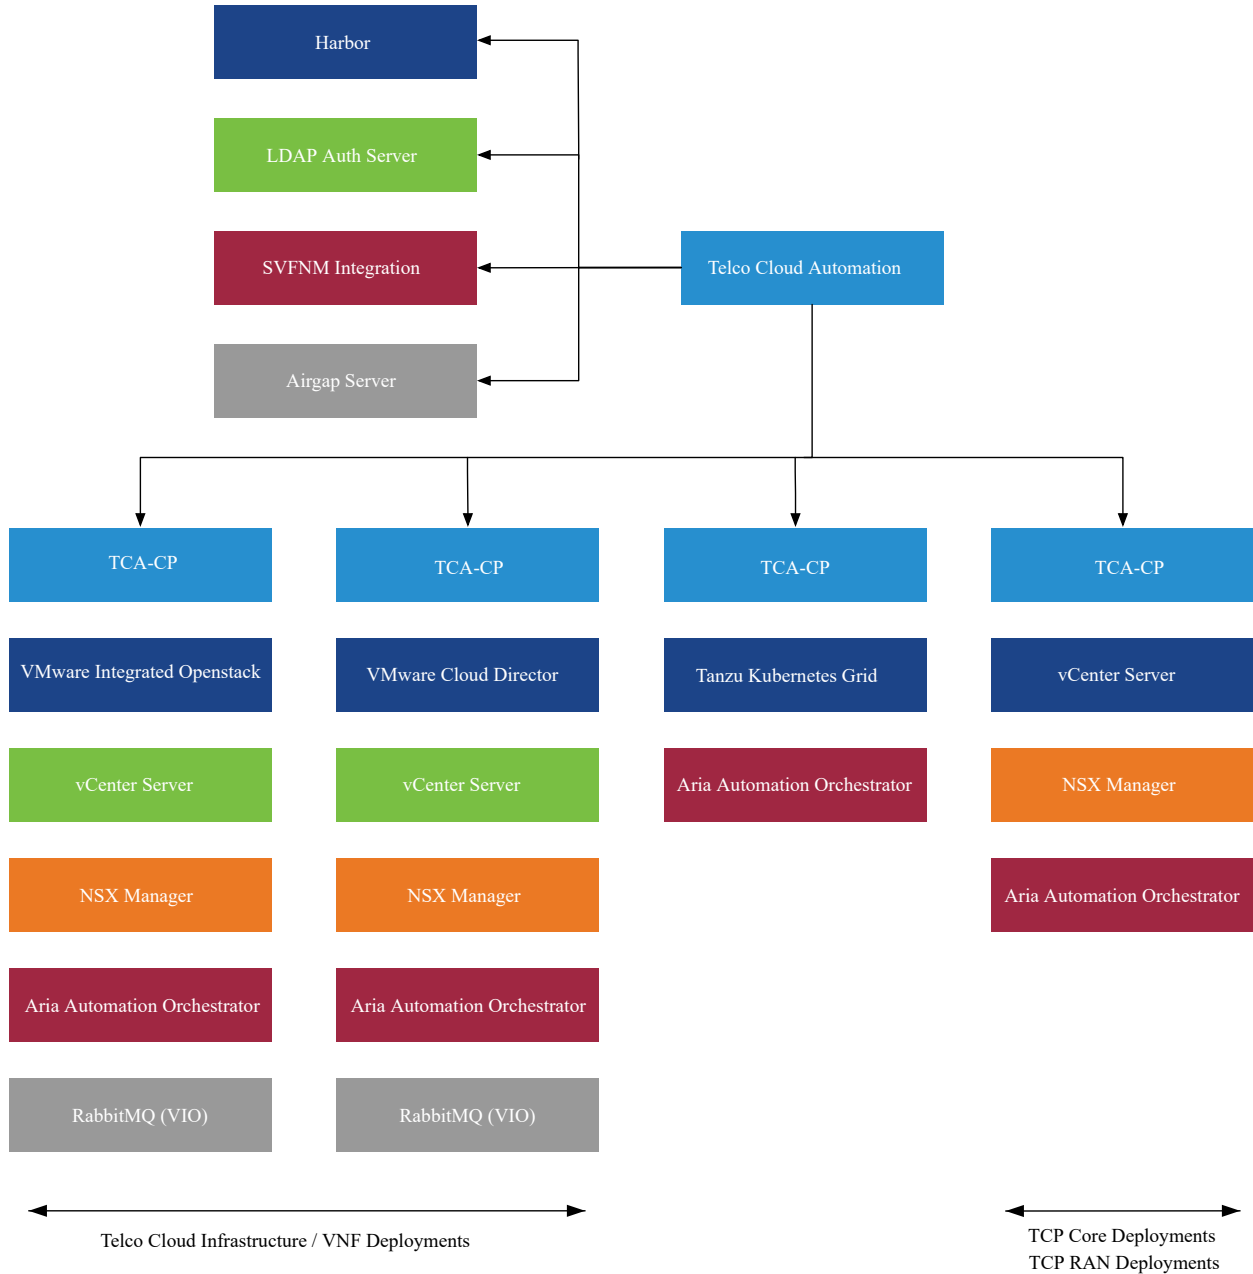 Harbor
LDAP Auth Server
SVFNM Integration
Telco Cloud Automation
Airgap Server
TCA-CP
TCA-CP
TCA-CP
TCA-CP
VMware Integrated Openstack
VMware Cloud Director
Tanzu Kubernetes Grid
vCenter Server
vCenter Server
vCenter Server
Aria Automation Orchestrator
NSX Manager
NSX Manager
NSX Manager
Aria Automation Orchestrator
Aria Automation Orchestrator
Aria Automation Orchestrator
RabbitMQ (VIO)
RabbitMQ (VIO)
Telco Cloud Infrastructure / VNF Deployments
TCP Core Deployments
TCP RAN Deployments